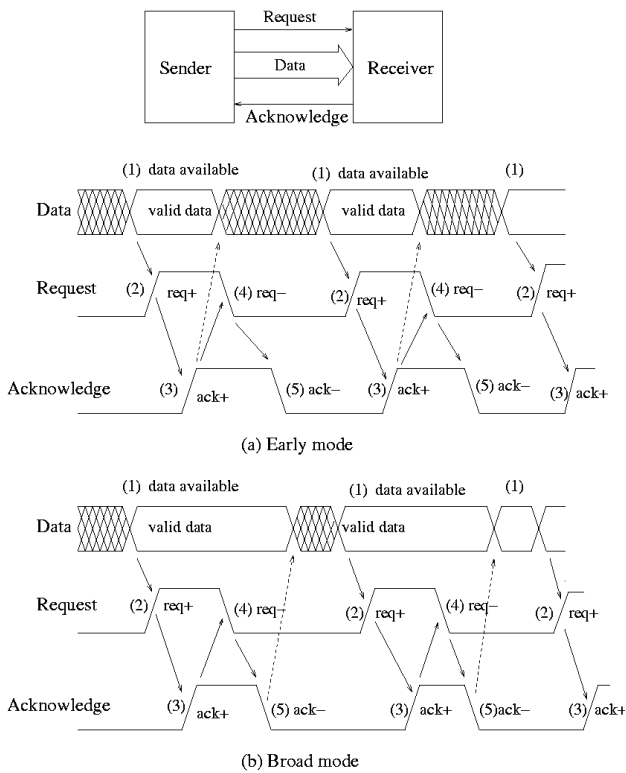 Request
Sender
Data
Receiver
Acknowledge
(1) data available
(1) data available
(1)
Data
valid data
valid data
Request
(2)
req+
(4) req−
(2)
req+
(4) req−
(2)
req+
Acknowledge
(3)
ack+
(5) ack−
(3)
ack+
(5) ack−
(3)
ack+
(a) Early mode
(1) data available
(1) data available
(1)
Data
valid data
valid data
Request
(2)
req+
(4) req−
(2)
req+
(4) req−
(2)
req+
Acknowledge
(3)
ack+
(5) ack−
(3)
ack+
(5)ack−
(3)
ack+
(b) Broad mode